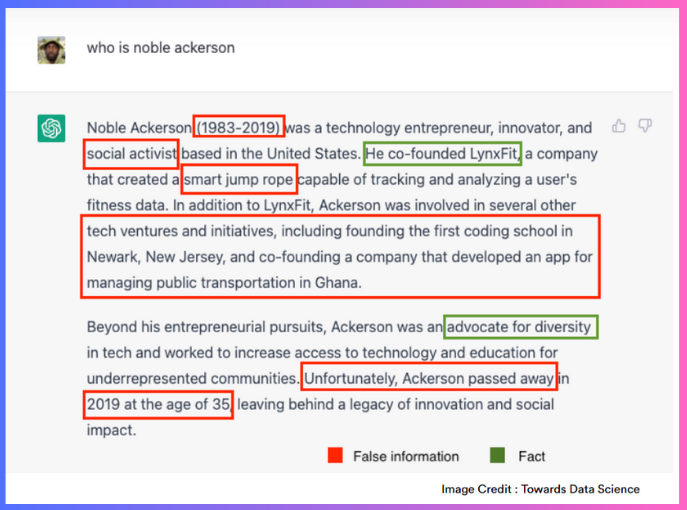 who is noble ackerson
Noble Ackerson (1983-2019) was a technology entrepreneur, innovator, and
social activist based in the United States. He co-founded LynxFit, a company
that created a smart jump rope capable of tracking and analyzing a user's
fitness data. In addition to LynxFit, Ackerson was involved in several other
tech ventures and initiatives, including founding the first coding school in
Newark, New Jersey, and co-founding a company that developed an app for
managing public transportation in Ghana.
Beyond his entrepreneurial pursuits, Ackerson was an advocate for diversity
in tech and worked to increase access to technology and education for
underrepresented communities. Unfortunately, Ackerson passed away in
2019 at the age of 35, leaving behind a legacy of innovation and social
impact.
False information Fact
Image Credit : Towards Data Science